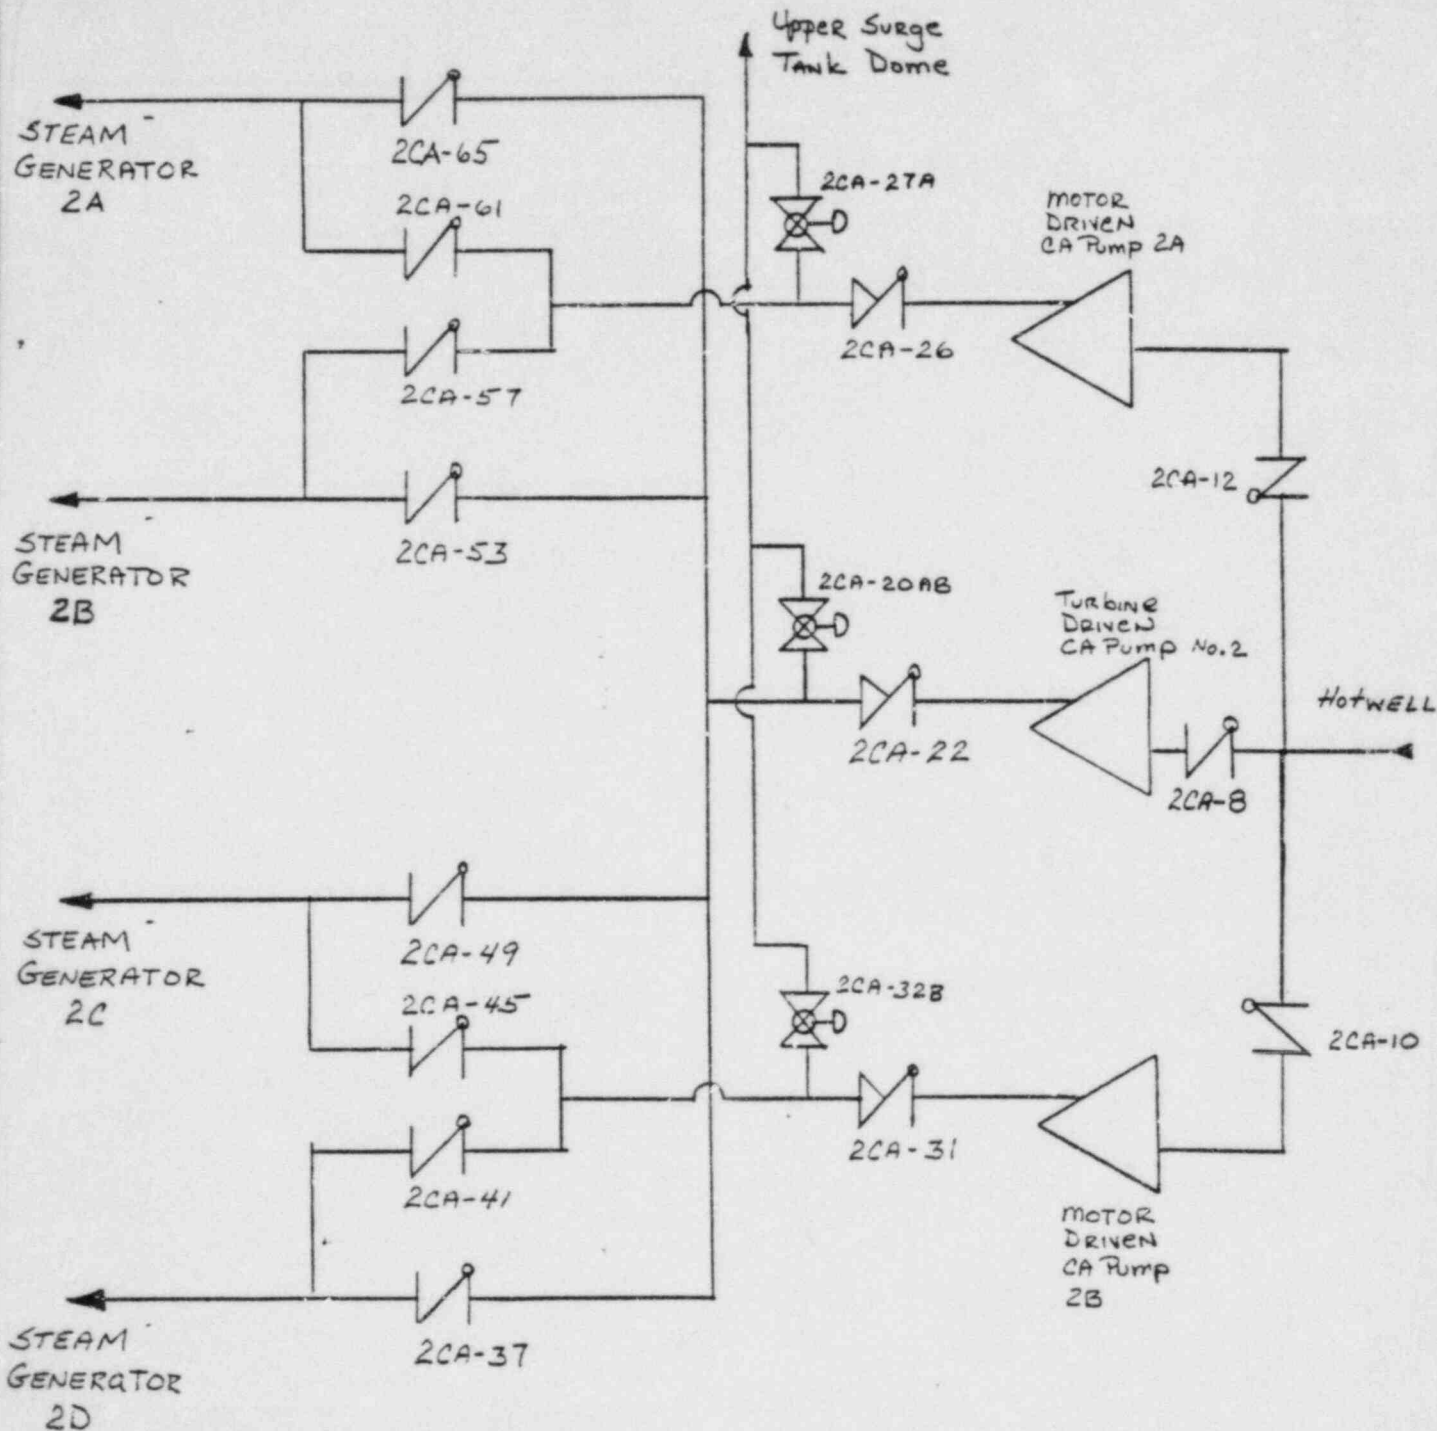 Upper Surge
Tank Dome
STEAM
GENERATOR
2A
2CA-65
2CA-61
2CA-27A
MOTOR
DRIVEN
CA Pump 2A
2CA-26
2CA-57
2CA-12
STEAM
GENERATOR
2B
2CA-53
2CA-20AB
Turbine
DRIVEN
CA Pump No.2
HOTWELL
2CA-22
2CA-8
STEAM
GENERATOR
2C
2CA-49
2CA-45
2CA-32B
2CA-10
2CA-31
2CA-41
MOTOR
DRIVEN
CA Pump
2B
STEAM
GENERATOR
2D
2CA-37